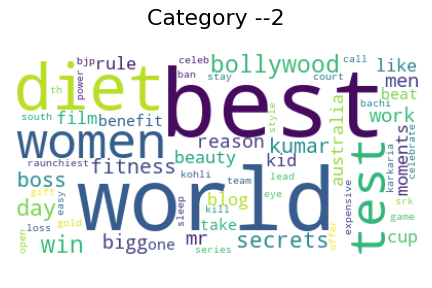 Category --2
bjp rule celeb bollywood call like
th power ban stay court men
diet best
south film benefit bachi beat
women reason style kumar australia work
raunchiest fitness beauty kid karkaria moments celebrate
boss kohli team lead
gift easy world test
day sleep blog eye expensive srk
open gold kill take offer game
loss win bigg one mr series secrets cup